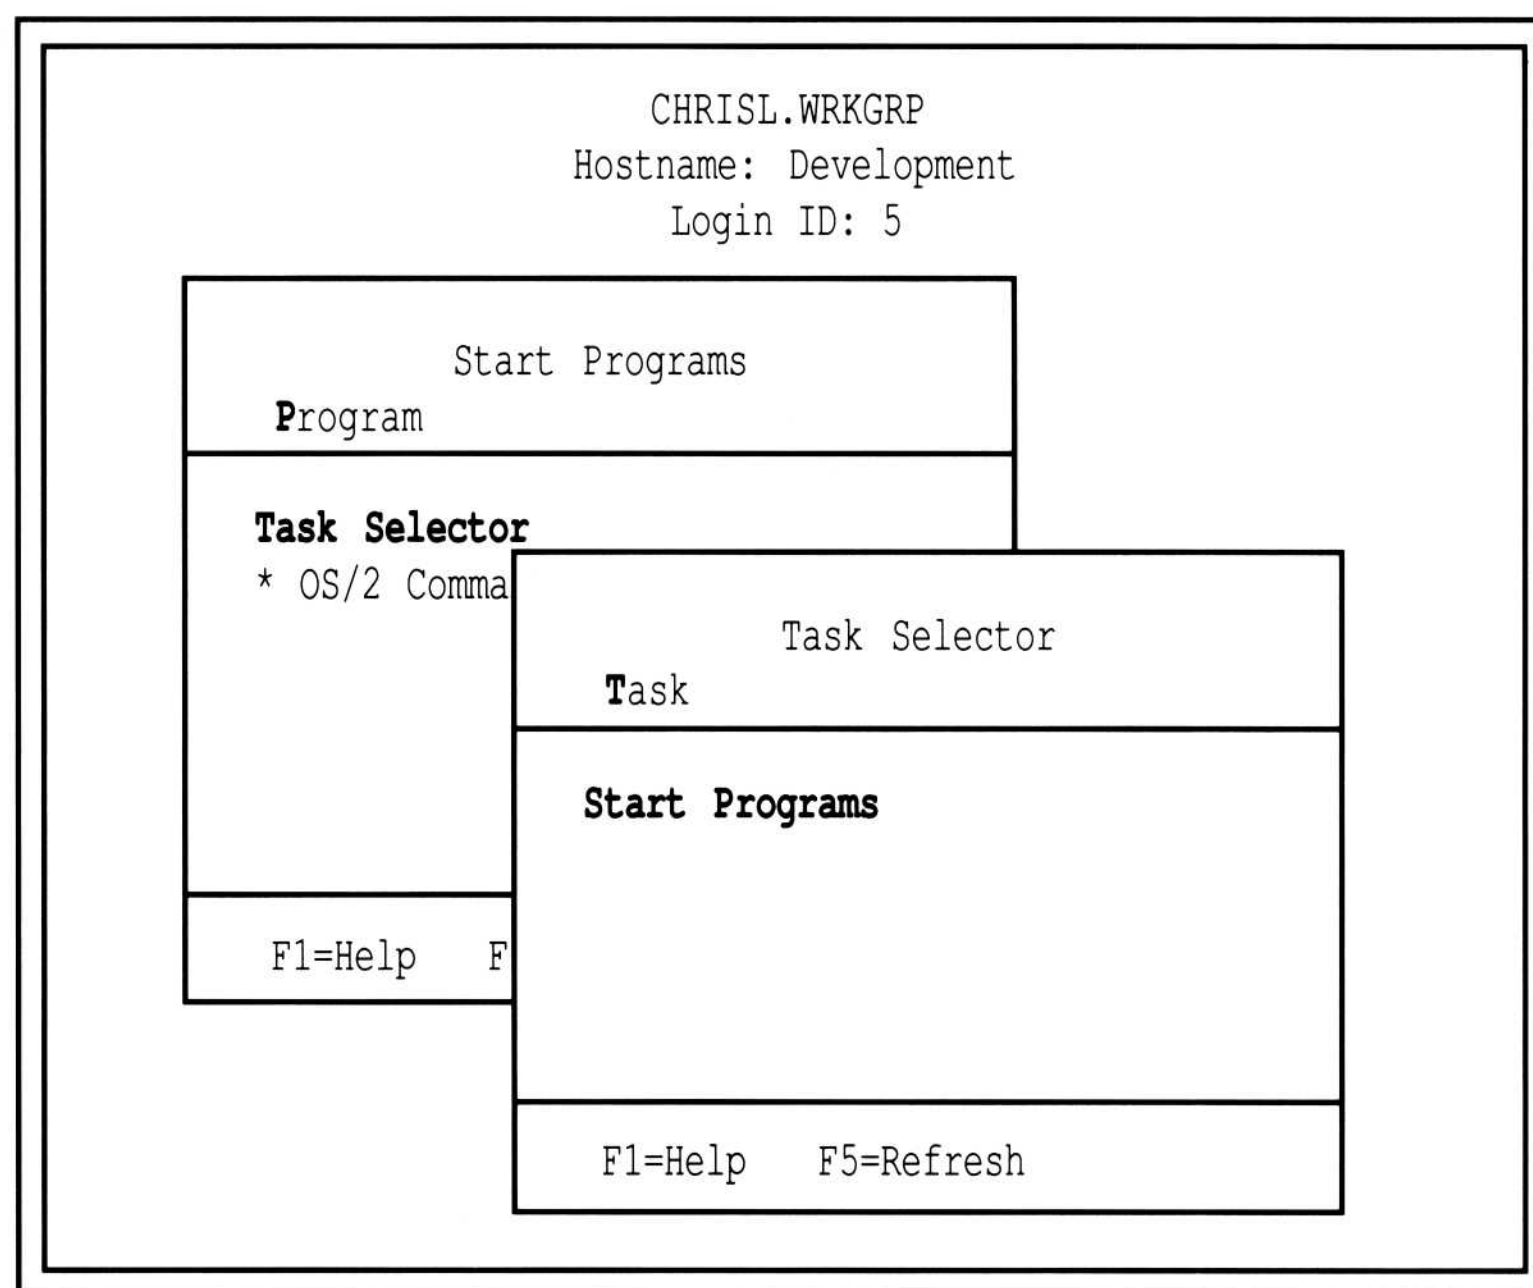 CHRISL.WRKGRP
Hostname: Development
Login ID: 5
Start Programs
Program
Task Selector
* OS/2 Comma
F1=Help F
Task Selector
Task
Start Programs
F1=Help F5=Refresh